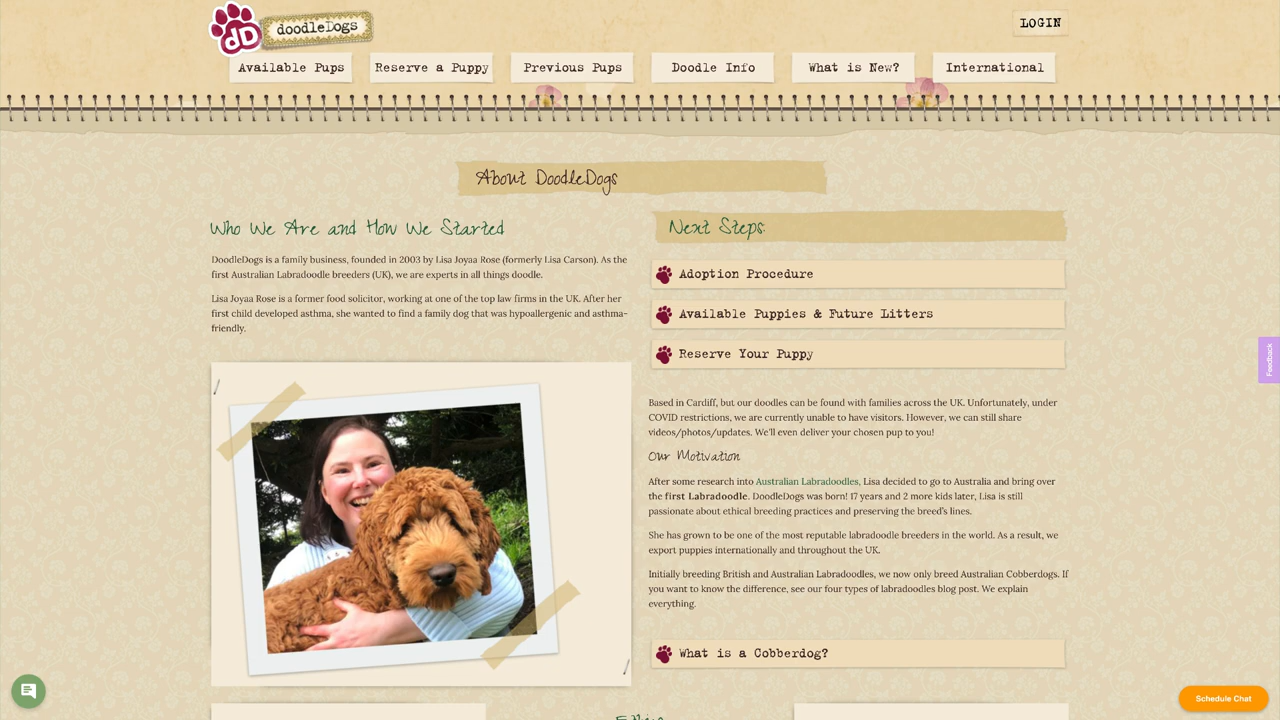 dD
doodleDogs
LOGIN
Available Pups
Reserve a Puppy
Previous Pups
Doodle Info
What is New?
International
About DoodleDogs
Who We Are and How We Started
DoodleDogs is a family business, founded in 2003 by Lisa Joyaa Rose (formerly Lisa Carson). As the
first Australian Labradoodle breeders (UK), we are experts in all things doodle.
Lisa Joyaa Rose is a former food solicitor, working at one of the top law firms in the UK. After her
first child developed asthma, she wanted to find a family dog that was hypoallergenic and asthma-
friendly.
Next Steps:
Adoption Procedure
Available Puppies & Future Litters
Reserve Your Puppy
Based in Cardiff, but our doodles can be found with families across the UK. Unfortunately, under
COVID restrictions, we are currently unable to have visitors. However, we can still share
videos/photos/updates. We'll even deliver your chosen pup to you!
Our Motivation
After some research into Australian Labradoodles, Lisa decided to go to Australia and bring over
the first Labradoodle. DoodleDogs was born! 17 years and 2 more kids later, Lisa is still
passionate about ethical breeding practices and preserving the breed's lines.
She has grown to be one of the most reputable labradoodle breeders in the world. As a result, we
export puppies internationally and throughout the UK.
Initially breeding British and Australian Labradoodles, we now only breed Australian Cobberdogs. If
you want to know the difference, see our four types of labradoodles blog post. We explain
everything.
What is a Cobberdog?
Feedback
Schedule Chat